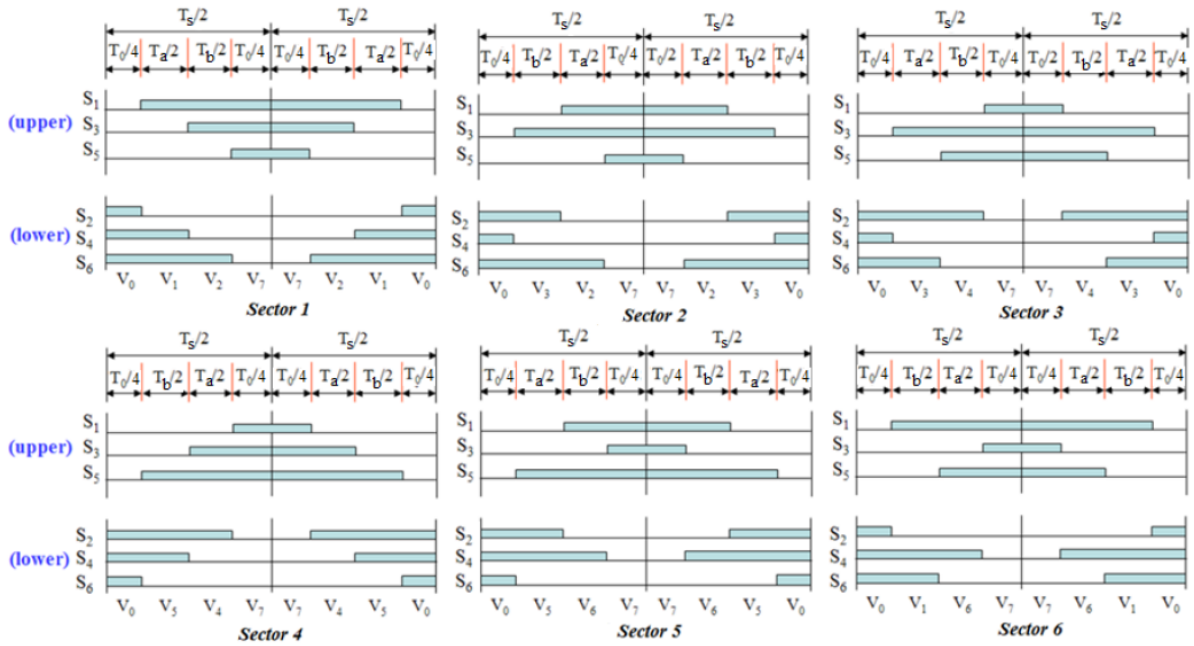 Ts/2 Ts/2
T0/4 Ta/2 Tb/2 T0/4 T0/4 Tb/2 Ta/2 T0/4
(upper)
S1
S3
S5
(lower)
S2
S4
S6
V0 V1 V2 V7 V7 V2 V1 V0
Sector 1
Ts/2 Ts/2
T0/4 Tb/2 Ta/2 T0/4 T0/2 Ta/2 Tb/2 T0/4
S1
S3
S5
S2
S4
S6
V0 V3 V2 V7 V7 V2 V3 V0
Sector 2
Ts/2 Ts/2
T0/4 Ta/2 Tb/2 T0/4 T0/2 Tb/2 Ta/2 T0/4
S1
S3
S5
S2
S4
S6
V0 V3 V4 V7 V7 V4 V3 V0
Sector 3
Ts/2 Ts/2
T0/4 Tb/2 Ta/2 T0/4 T0/4 Ta/2 Tb/2 T0/4
(upper)
S1
S3
S5
(lower)
S2
S4
S6
V0 V5 V4 V7 V7 V4 V5 V0
Sector 4
Ts/2 Ts/2
T0/4 Ta/2 Tb/2 T0/4 T0/4 Tb/2 Ta/2 T0/4
S1
S3
S5
S2
S4
S6
V0 V5 V6 V7 V7 V6 V5 V0
Sector 5
Ts/2 Ts/2
T0/4 Tb/2 Ta/2 T0/4 T0/4 Ta/2 Tb/2 T0/4
S1
S3
S5
S2
S4
S6
V0 V1 V6 V7 V7 V6 V1 V0
Sector 6